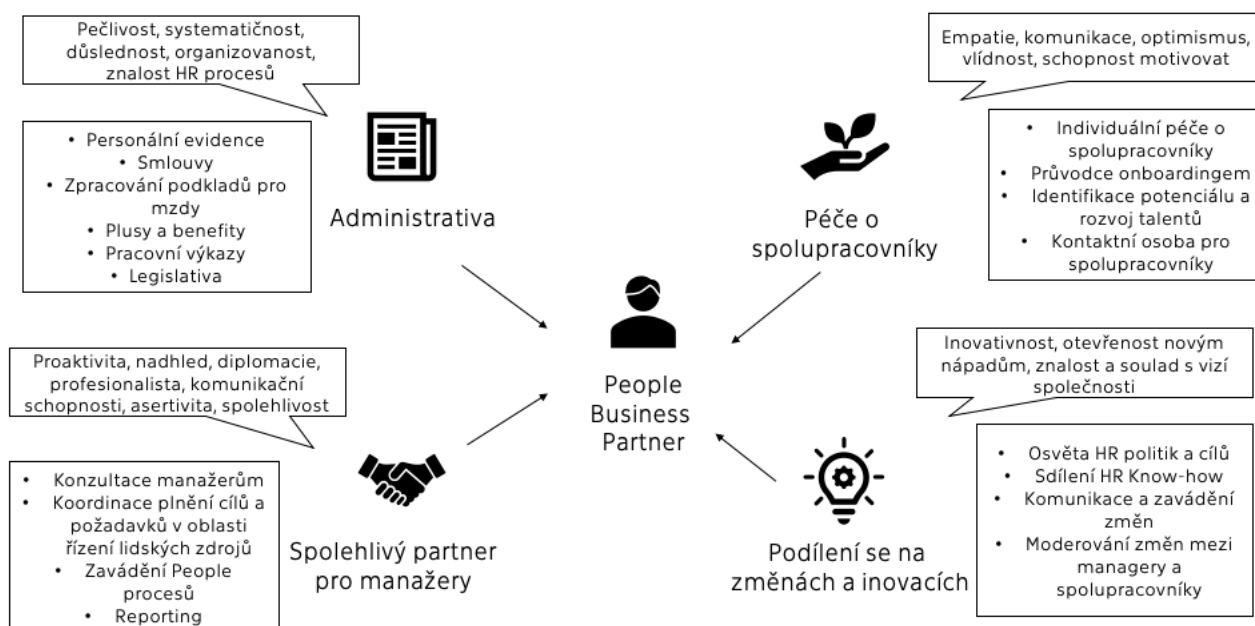 Pečlivost, systematičnost,
důslednost, organizovanost,
znalost HR procesů
• Personální evidence
• Smlouvy
• Zpracování podkladů pro
mzdy
• Plusy a benefity
• Pracovní výkazy
• Legislativa
Administrativa
Empatie, komunikace, optimismus,
vlídnost, schopnost motivovat
• Individuální péče o
spolupracovníky
• Průvodce onboardingem
• Identifikace potenciálu a
rozvoj talentů
• Kontaktní osoba pro
spolupracovníky
Péče o
spolupracovníky
People
Business
Partner
Proaktivita, nadhled, diplomacie,
profesionalista, komunikační
schopnosti, asertivita, spolehlivost
• Konzultace manažerům
• Koordinace plnění cílů a
požadavků v oblasti
řízení lidských zdrojů
• Zavádění People
procesů
• Reporting
Spolehlivý partner
pro manažery
Inovativnost, otevřenost novým
nápadům, znalost a soulad s vizí
společnosti
• Osvěta HR politik a cílů
• Sdílení HR Know-how
• Komunikace a zavádění
změn
• Moderování změn mezi
managery a
spolupracovníky
Podílení se na
změnách a inovacích